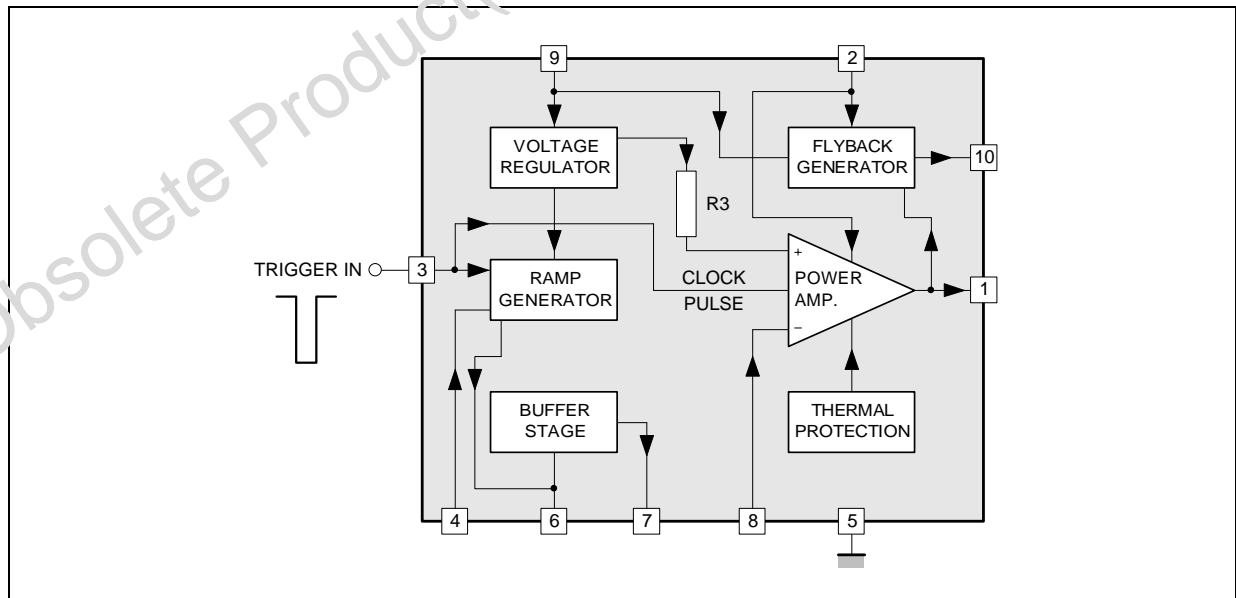 Obsolete Product(
9
2
VOLTAGE
REGULATOR
FLYBACK
GENERATOR
10
R3
TRIGGER IN
3
RAMP
GENERATOR
CLOCK
PULSE
+
POWER
AMP.
−
1
BUFFER
STAGE
THERMAL
PROTECTION
4
6
7
8
5